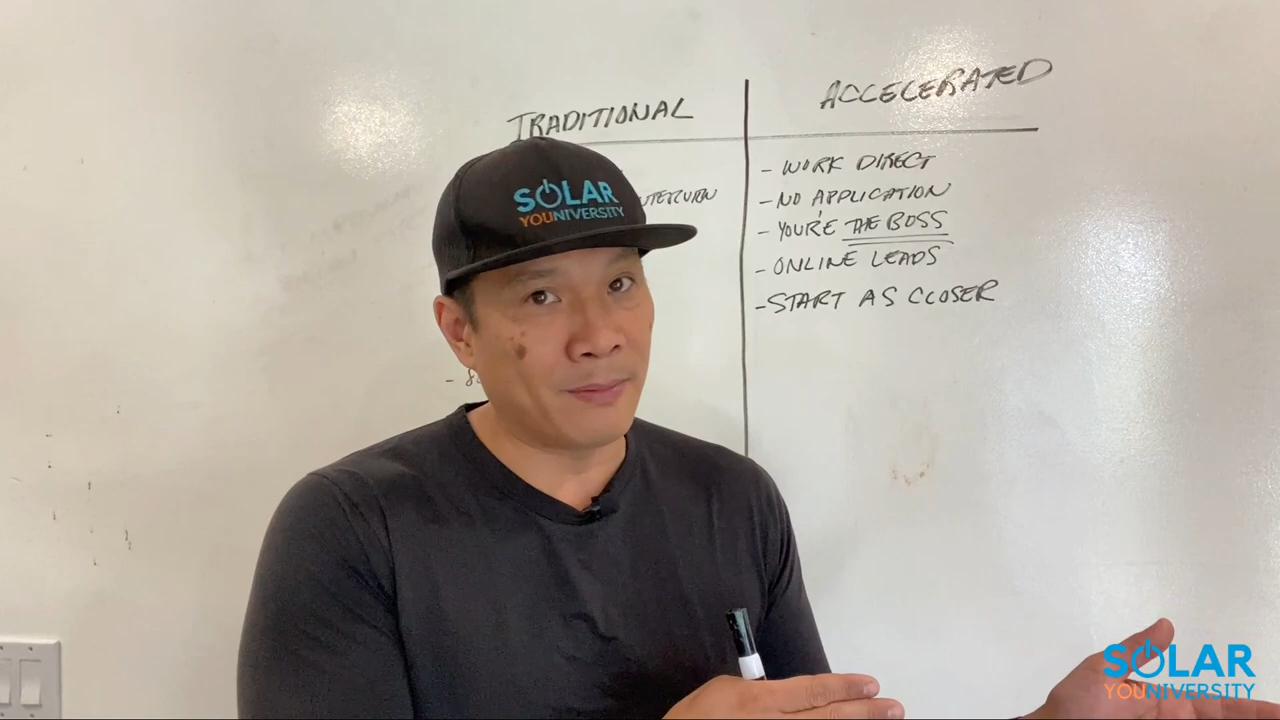 TRADITIONAL
ACCELERATED
- WORK DIRECT
- NO APPLICATION
- YOU'RE THE BOSS
- ONLINE LEADS
- START AS CLOSER
SOLAR
YOUNIVERSITY
SOLAR
YOUNIVERSITY